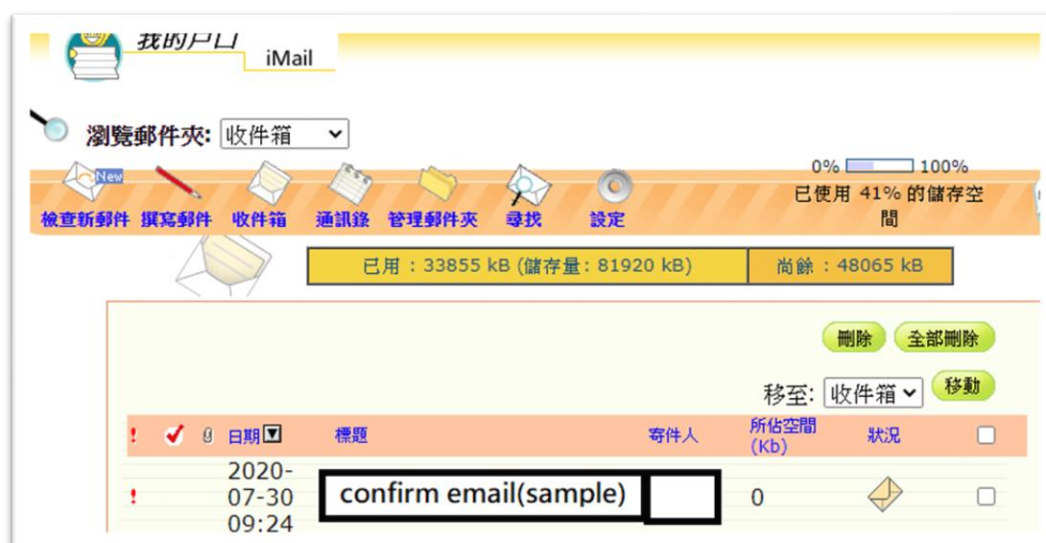 我的戶口
iMail
瀏覽郵件夾: 收件箱
0% 100%
已使用 41% 的儲存空
間
New
檢查新郵件 撰寫郵件 收件箱 通訊錄 管理郵件夾 尋找 設定
已用 : 33855 kB (儲存量: 81920 kB) 尚餘 : 48065 kB
刪除 全部刪除
移至: 收件箱 移動
! 日期 標題 寄件人 所佔空間 狀況
(Kb)
2020-
! 07-30 confirm email(sample) 0
09:24